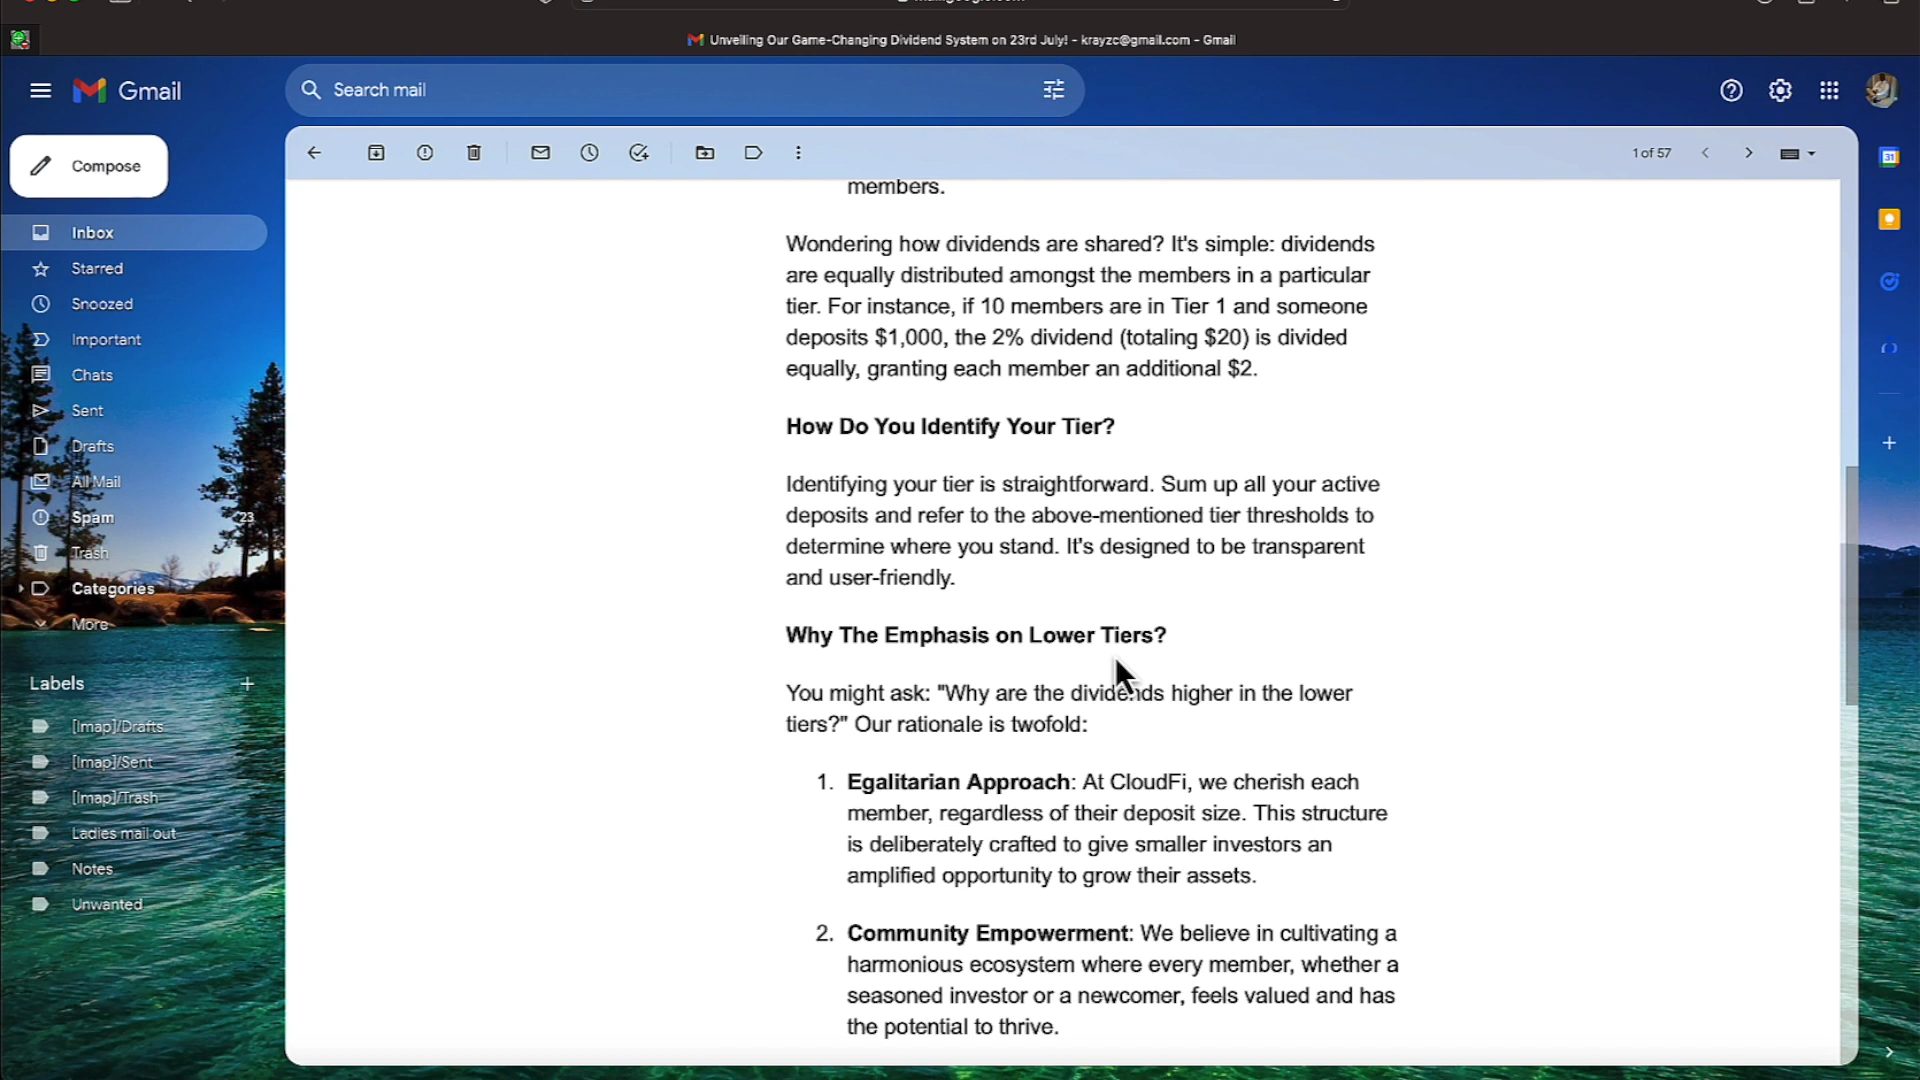 Unveiling Our Game-Changing Dividend System on 23rd July! - krayzc@gmail.com - Gmail
Gmail
Search mail
Compose
1 of 57
Inbox
Starred
Snoozed
Important
Chats
Sent
Drafts
All Mail
Spam 23
Trash
Categories
More
Labels
[Imap]/Drafts
[Imap]/Sent
[Imap]/Trash
Ladies mail out
Notes
Unwanted
members.
Wondering how dividends are shared? It's simple: dividends
are equally distributed amongst the members in a particular
tier. For instance, if 10 members are in Tier 1 and someone
deposits $1,000, the 2% dividend (totaling $20) is divided
equally, granting each member an additional $2.
How Do You Identify Your Tier?
Identifying your tier is straightforward. Sum up all your active
deposits and refer to the above-mentioned tier thresholds to
determine where you stand. It's designed to be transparent
and user-friendly.
Why The Emphasis on Lower Tiers?
You might ask: "Why are the dividends higher in the lower
tiers?" Our rationale is twofold:
1. Egalitarian Approach: At CloudFi, we cherish each
member, regardless of their deposit size. This structure
is deliberately crafted to give smaller investors an
amplified opportunity to grow their assets.
2. Community Empowerment: We believe in cultivating a
harmonious ecosystem where every member, whether a
seasoned investor or a newcomer, feels valued and has
the potential to thrive.
31